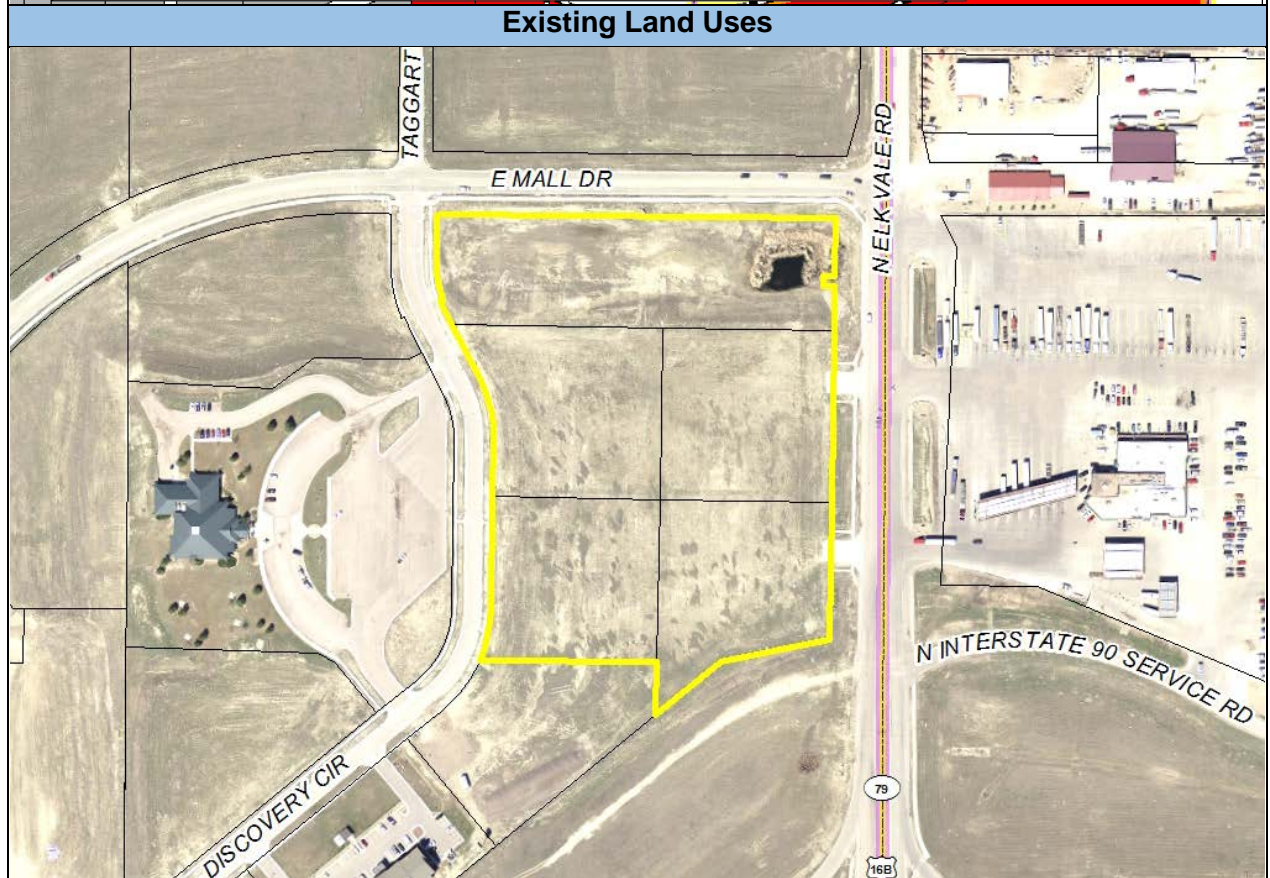 Existing Land Uses
TAGGART
E MALL DR
N ELK VALE RD
N INTERSTATE 90 SERVICE RD
DISCOVERY CIR
79
16B